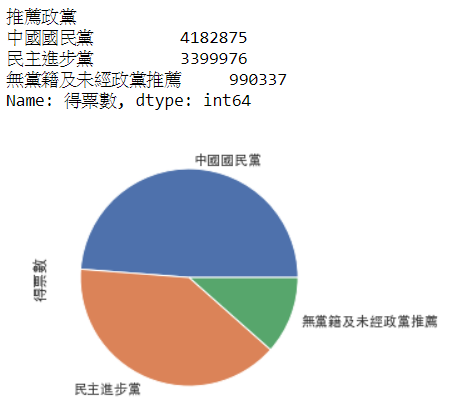 推薦政黨
中國國民黨 4182875
民主進步黨 3399976
無黨籍及未經政黨推薦 990337
Name: 得票數, dtype: int64
中國國民黨
得票數
無黨籍及未經政黨推薦
民主進步黨